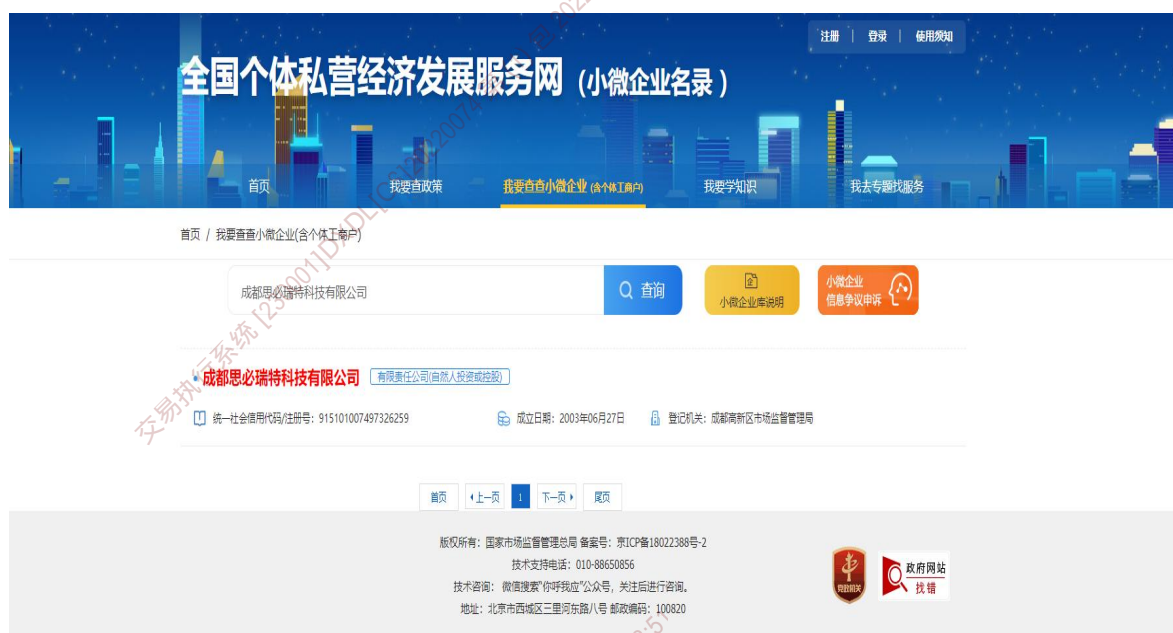 注册 | 登录 | 使用须知
全国个体私营经济发展服务网（小微企业名录）
首页 我要查政策 我要查查小微企业 (含个体工商户) 我要学知识 我去专题找服务
首页 / 我要查查小微企业(含个体工商户)
成都思必瑞特科技有限公司 查询 小微企业库说明 小微企业
信息争议申诉
成都思必瑞特科技有限公司 有限责任公司(自然人投资或控股)
统一社会信用代码/注册号：915101007497326259 成立日期：2003年06月27日 登记机关：成都高新区市场监督管理局
首页 上一页 1 下一页 尾页
版权所有：国家市场监督管理总局 备案号：京ICP备18022388号-2
技术支持电话：010-88650856
技术咨询： 微信搜索“你呼我应”公众号，关注后进行咨询。
地址：北京市西城区三里河东路八号 邮政编码：100820
党政机关
政府网站
找错
交易执行系统